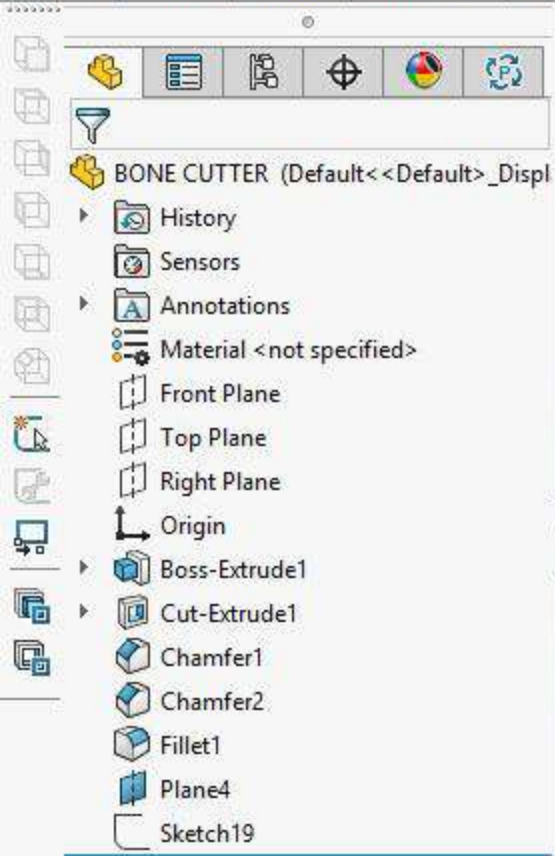 BONE CUTTER (Default<<Default>_Displ
History
Sensors
A Annotations
Material <not specified>
Front Plane
Top Plane
Right Plane
Origin
Boss-Extrude1
Cut-Extrude1
Chamfer1
Chamfer2
Fillet1
Plane4
Sketch19